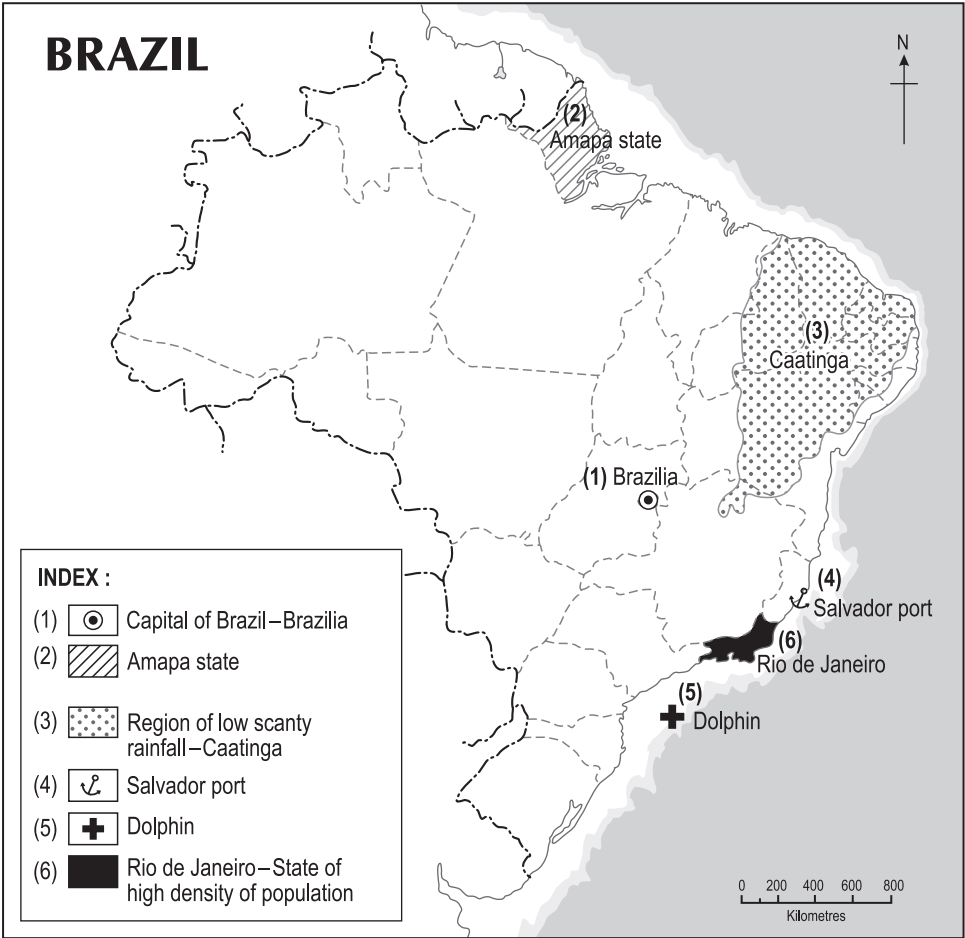 BRAZIL
N
(2)
Amapa state
(3)
Caatinga
(1) Brazilia
(4)
Salvador port
(6)
Rio de Janeiro
(5)
Dolphin
INDEX :
(1) Capital of Brazil–Brazilia
(2) Amapa state
(3) Region of low scanty
rainfall–Caatinga
(4) Salvador port
(5) Dolphin
(6) Rio de Janeiro–State of
high density of population
0 200 400 600 800
Kilometres